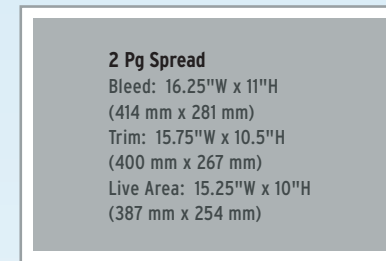 2 Pg Spread
Bleed: 16.25"W x 11"H
(414 mm x 281 mm)
Trim: 15.75"W x 10.5"H
(400 mm x 267 mm)
Live Area: 15.25"W x 10"H
(387 mm x 254 mm)